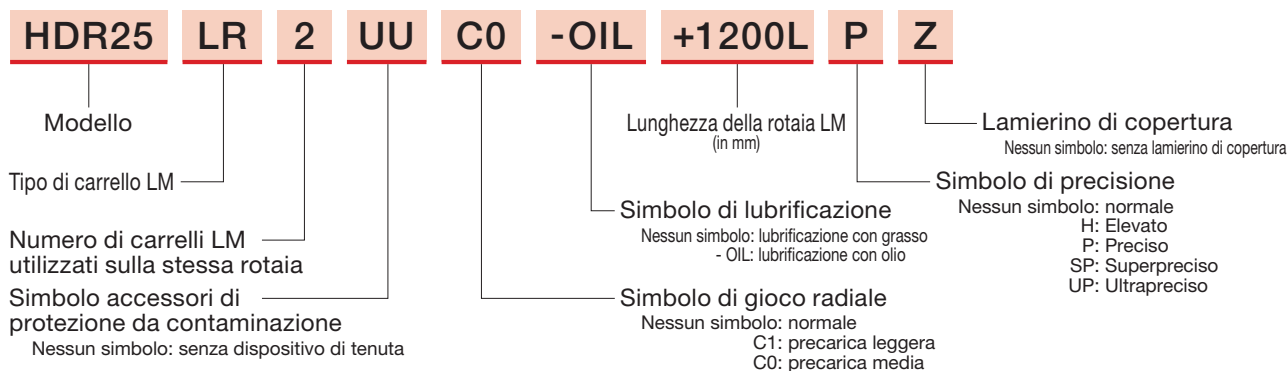 HDR25 LR 2 UU C0 -OIL +1200L P Z
Modello
Tipo di carrello LM
Numero di carrelli LM
utilizzati sulla stessa rotaia
Simbolo accessori di
protezione da contaminazione
Nessun simbolo: senza dispositivo di tenuta
Simbolo di gioco radiale
Nessun simbolo: normale
C1: precarica leggera
C0: precarica media
Simbolo di lubrificazione
Nessun simbolo: lubrificazione con grasso
- OIL: lubrificazione con olio
Lunghezza della rotaia LM
(in mm)
Simbolo di precisione
Nessun simbolo: normale
H: Elevato
P: Preciso
SP: Superpreciso
UP: Ultrapreciso
Lamierino di copertura
Nessun simbolo: senza lamierino di copertura